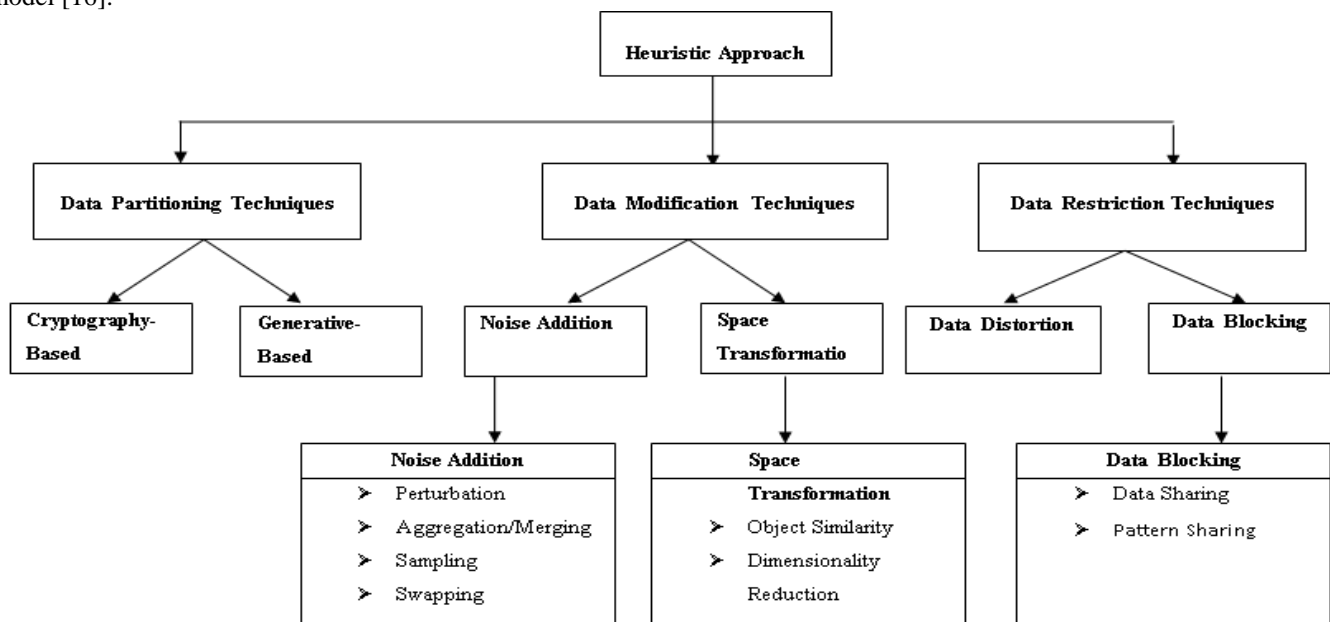 model [16].
Heuristic Approach
Data Partitioning Techniques
Data Modification Techniques
Data Restriction Techniques
Cryptography-
Based
Generative-
Based
Noise Addition
Space
Transformatio
Data Distortion
Data Blocking
Noise Addition
➢ Perturbation
➢ Aggregation/Merging
➢ Sampling
➢ Swapping
Space
Transformation
➢ Object Similarity
➢ Dimensionality
Reduction
Data Blocking
➢ Data Sharing
➢ Pattern Sharing